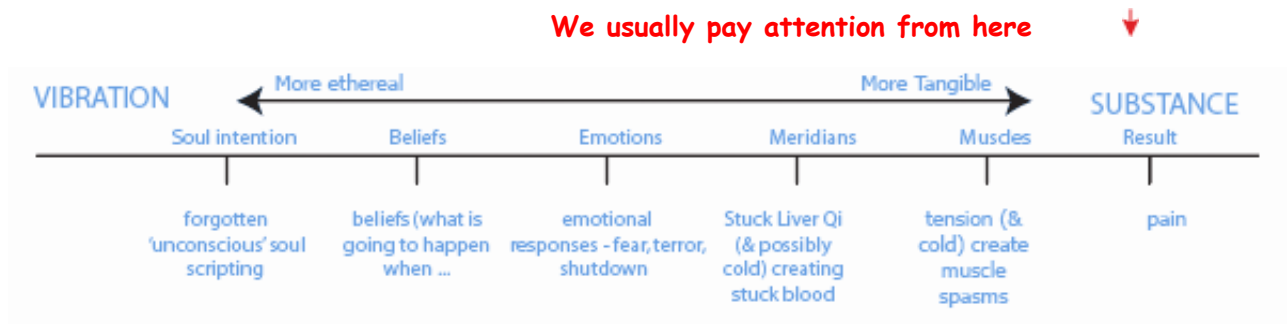 We usually pay attention from here
VIBRATION
More ethereal
More Tangible
SUBSTANCE
Soul intention
Beliefs
Emotions
Meridians
Muscles
Result
forgotten
'unconscious' soul
scripting
beliefs (what is
going to happen
when ...
emotional
responses - fear, terror,
shutdown
Stuck Liver Qi
(& possibly
cold) creating
stuck blood
tension (&
cold) create
muscle
spasms
pain